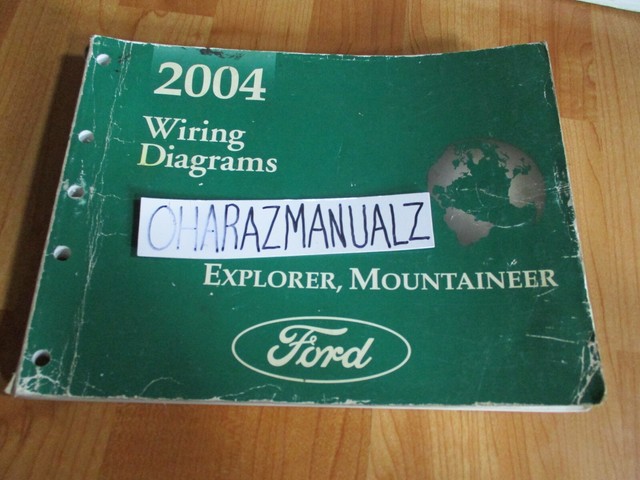 2004
Wiring
Diagrams
OHARAZMANUALZ
EXPLORER, MOUNTAINEER
Ford